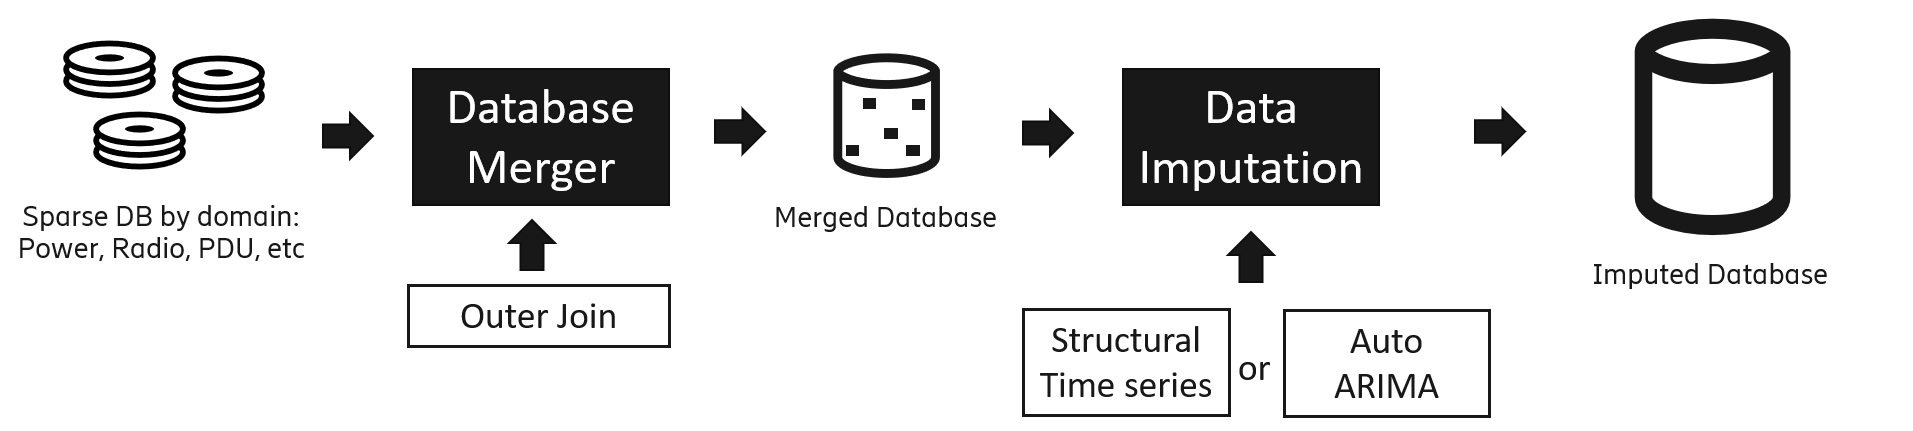 Sparse DB by domain:
Power, Radio, PDU, etc
Database
Merger
Outer Join
Merged Database
Data
Imputation
Structural
Time series
or
Auto
ARIMA
Imputed Database